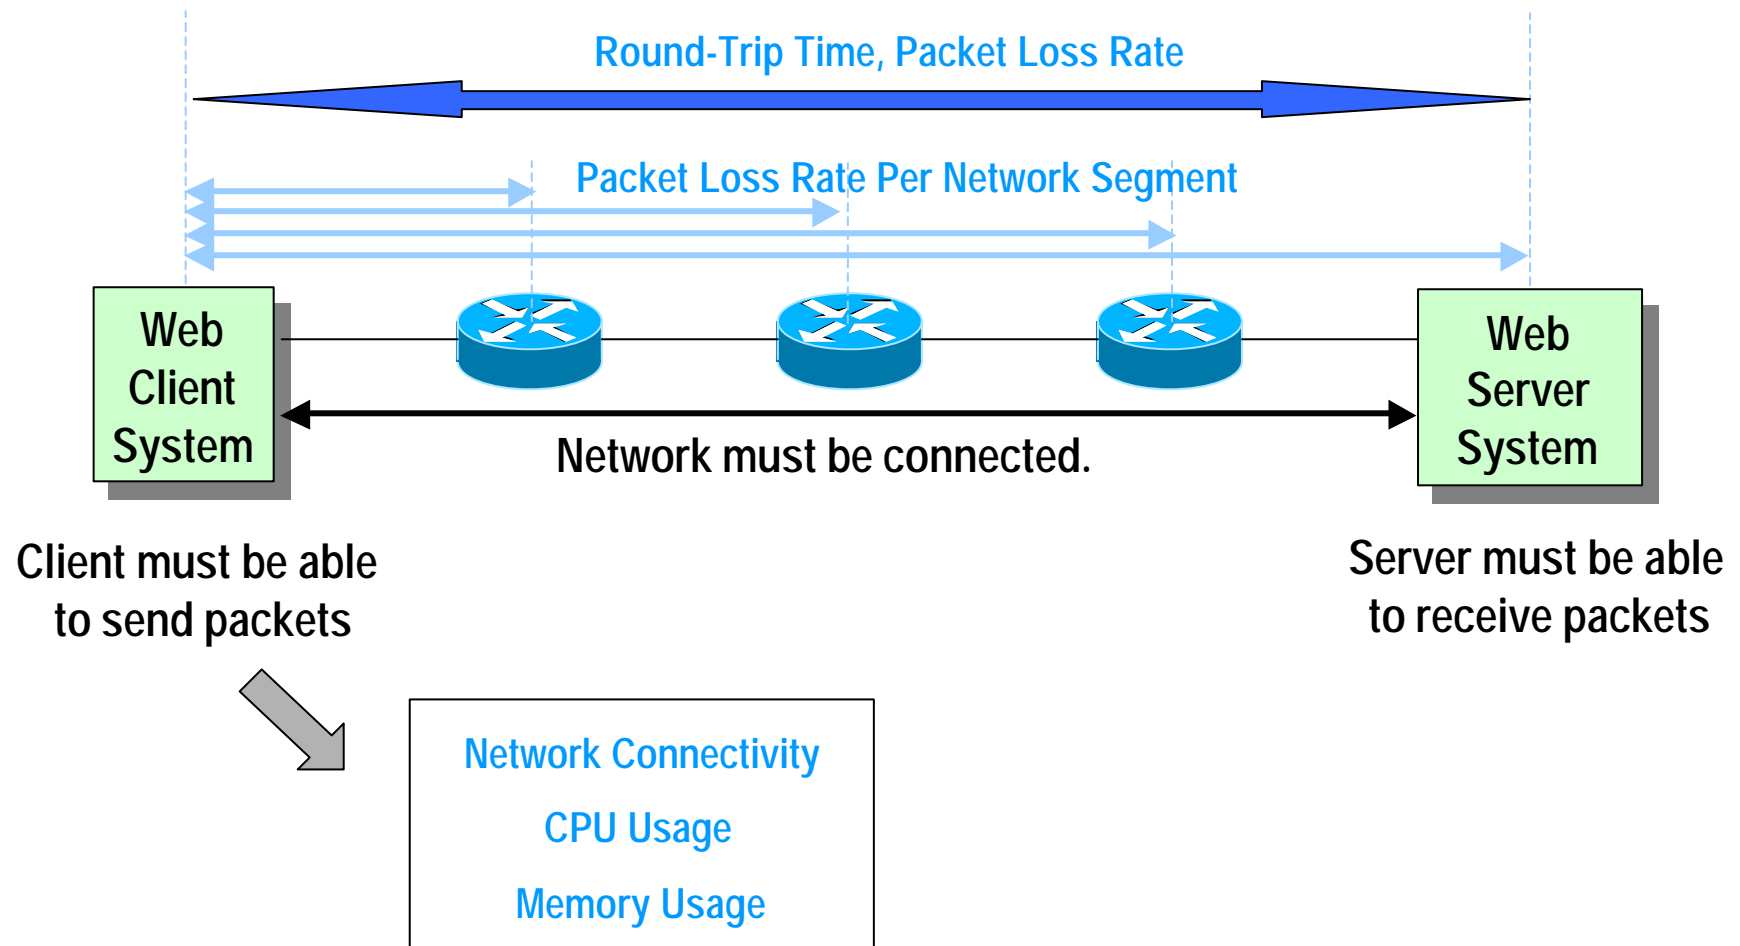 Round-Trip Time, Packet Loss Rate
Packet Loss Rate Per Network Segment
Web
Client
System
Web
Server
System
Network must be connected.
Client must be able
to send packets
Server must be able
to receive packets
Network Connectivity
CPU Usage
Memory Usage